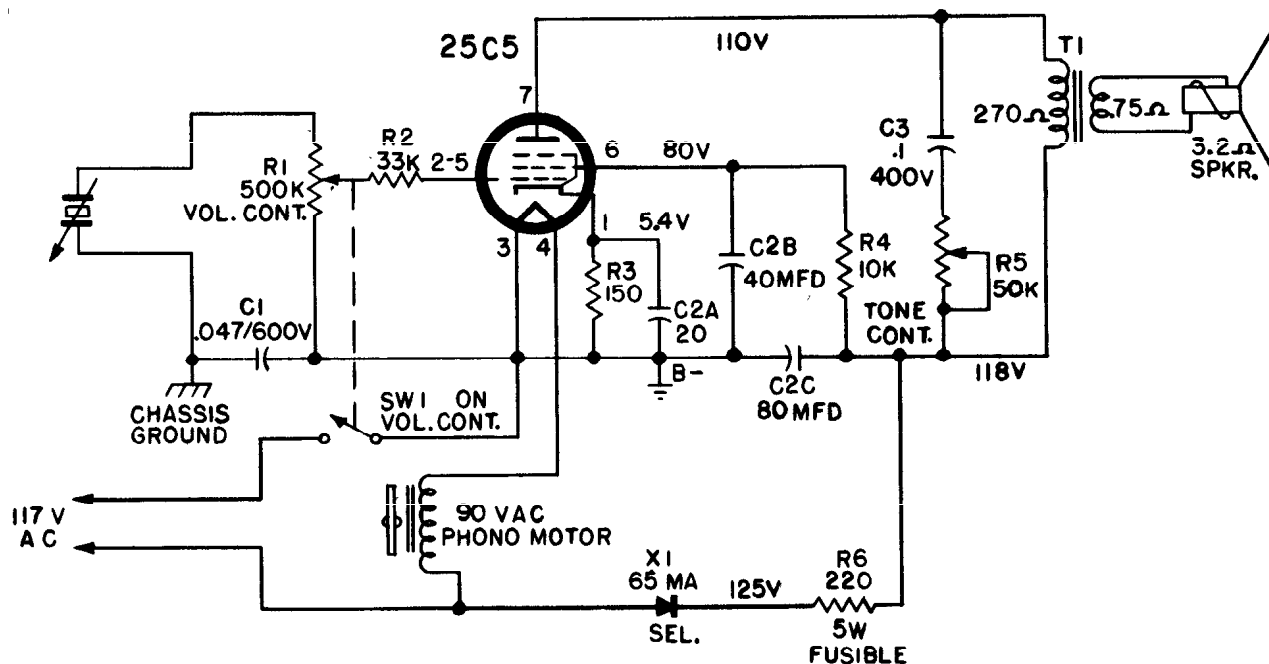 25C5
110V
T1
7
270Ω
.75Ω
3.2Ω
SPKR.
C3
.1
400V
R2
33K
2-5
6
80V
R1
500K
VOL. CONT.
3
4
1
5.4V
R3
150
C2A
20
C2B
40MFD
R4
10K
R5
50K
TONE
CONT.
C1
.047/600V
B-
C2C
80MFD
118V
CHASSIS
GROUND
SW1 ON
VOL. CONT.
117 V
AC
90 VAC
PHONO MOTOR
X1
65 MA
SEL.
125V
R6
220
5W
FUSIBLE